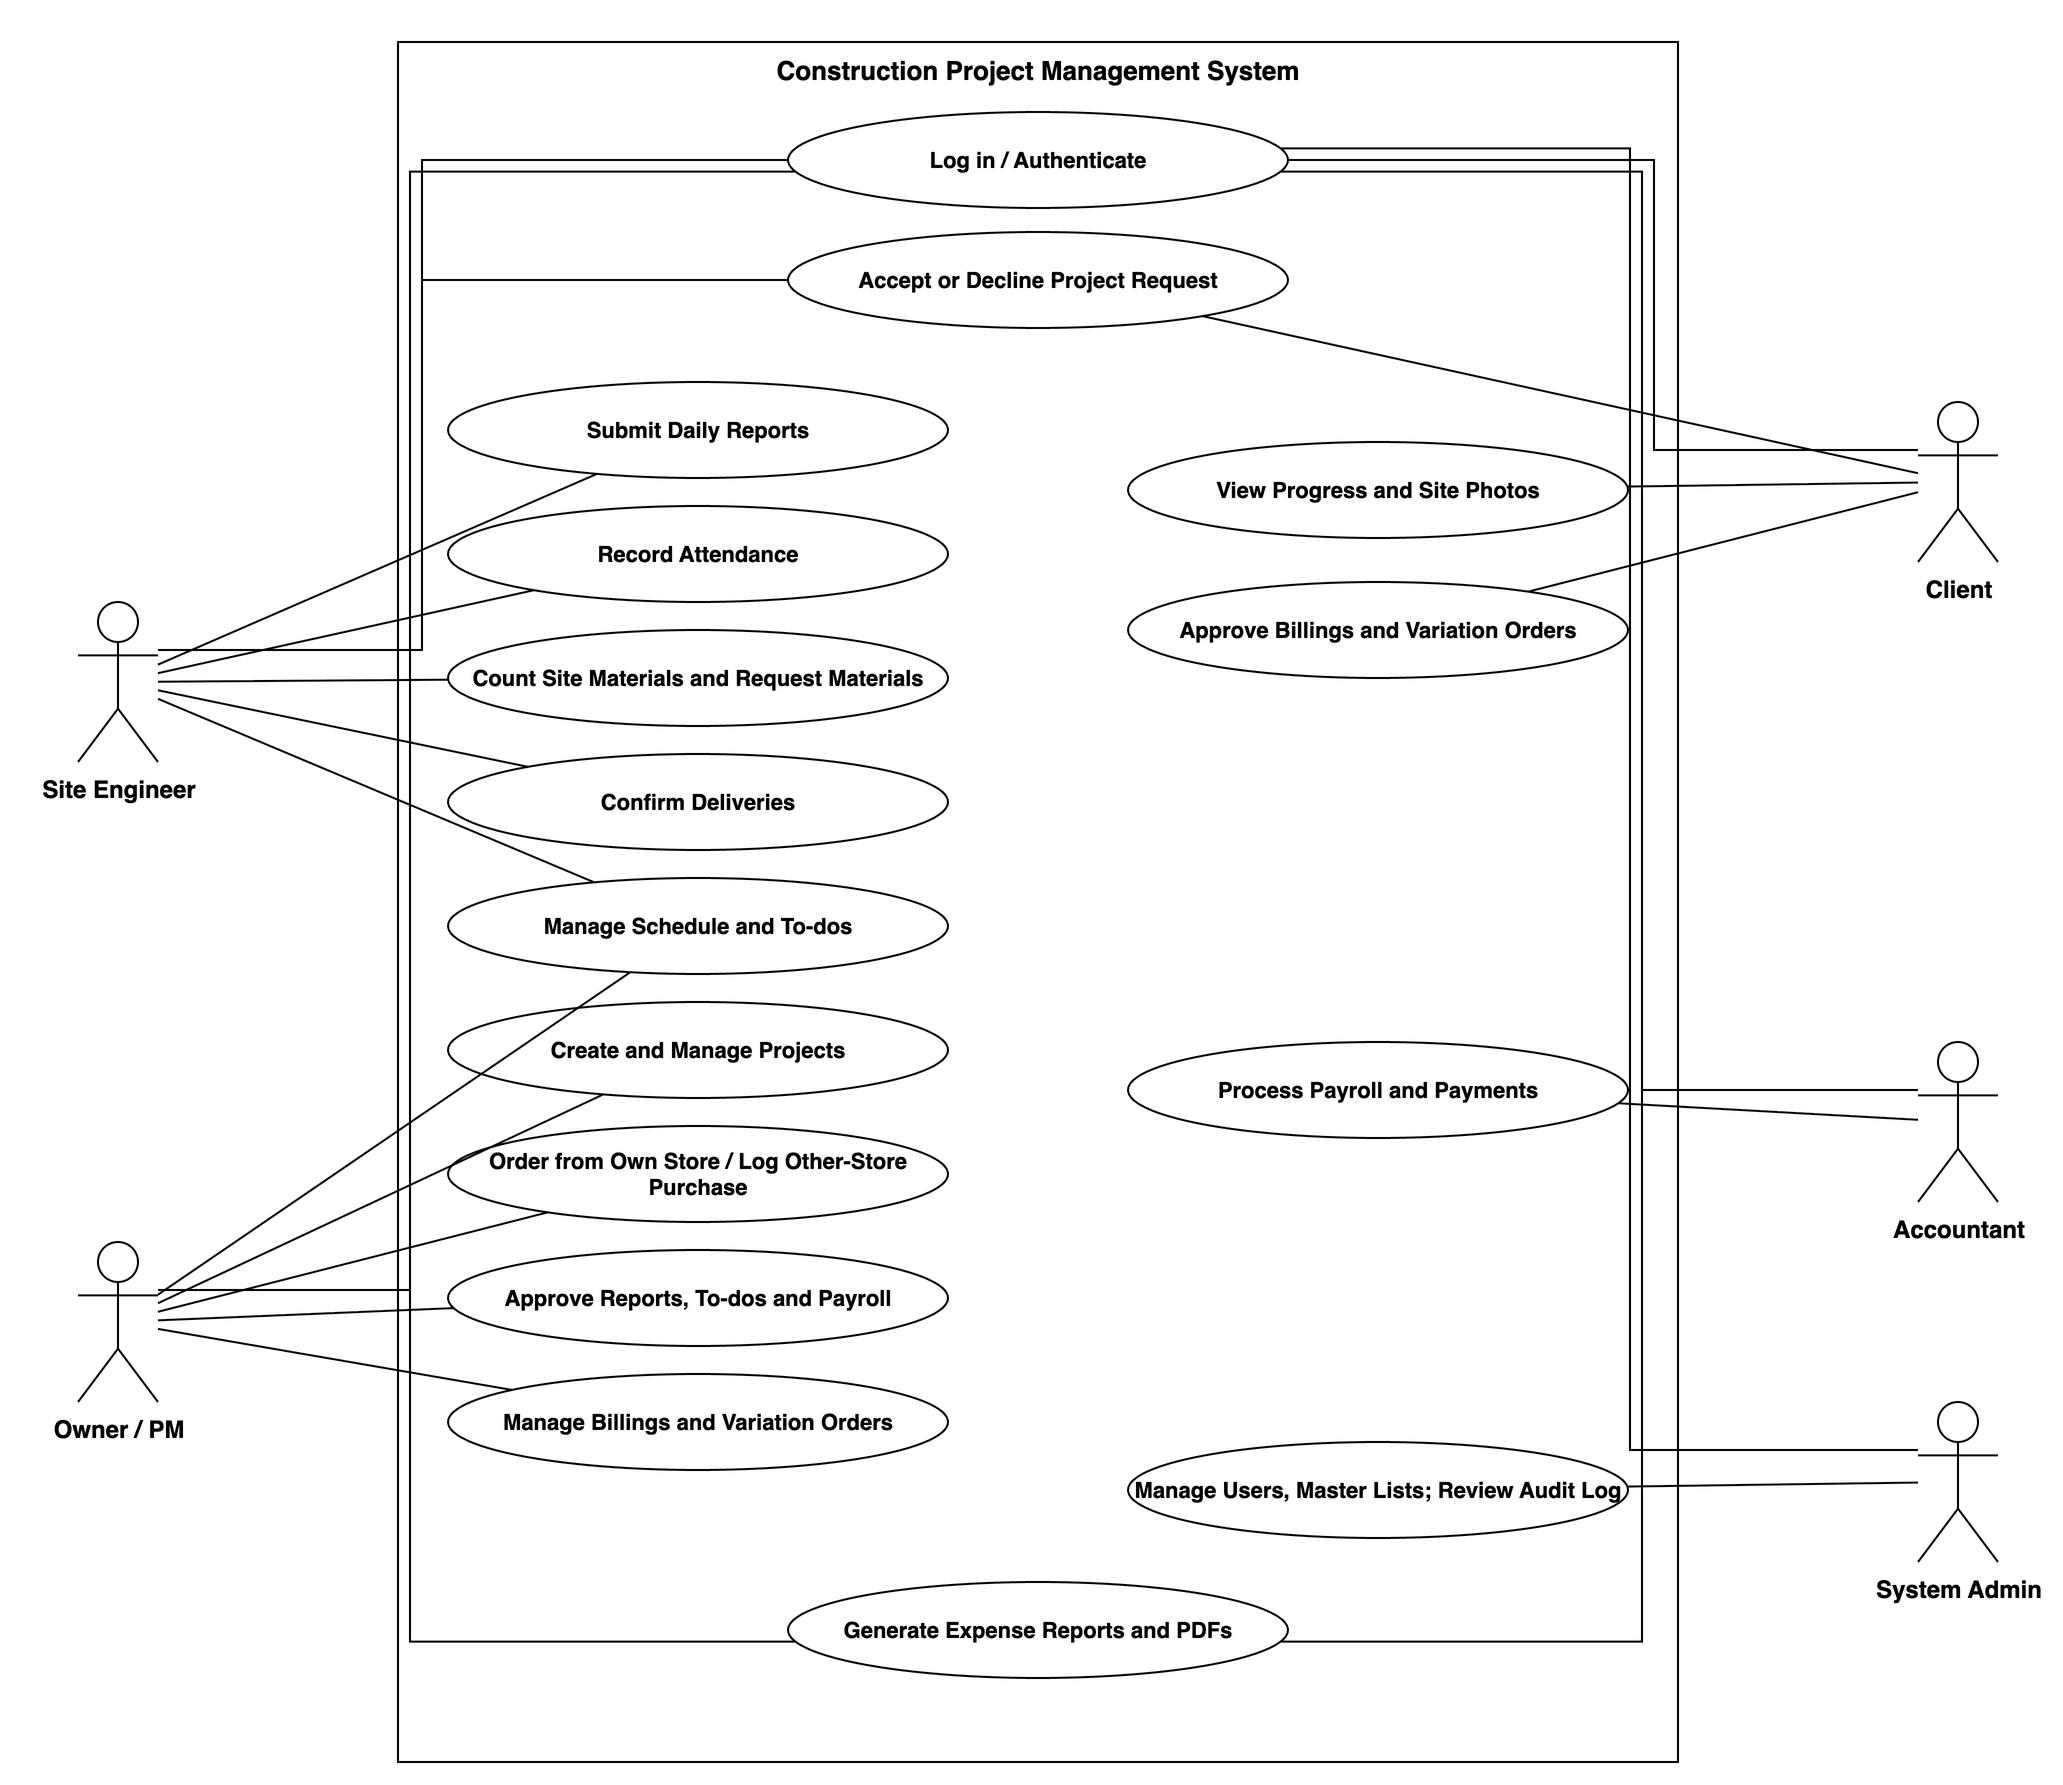 Construction Project Management System
Log in / Authenticate
Accept or Decline Project Request
Submit Daily Reports
View Progress and Site Photos
Record Attendance
Client
Approve Billings and Variation Orders
Count Site Materials and Request Materials
Site Engineer
Confirm Deliveries
Manage Schedule and To-dos
Create and Manage Projects
Process Payroll and Payments
Order from Own Store / Log Other-Store
Purchase
Accountant
Approve Reports, To-dos and Payroll
Owner / PM
Manage Billings and Variation Orders
Manage Users, Master Lists; Review Audit Log
System Admin
Generate Expense Reports and PDFs